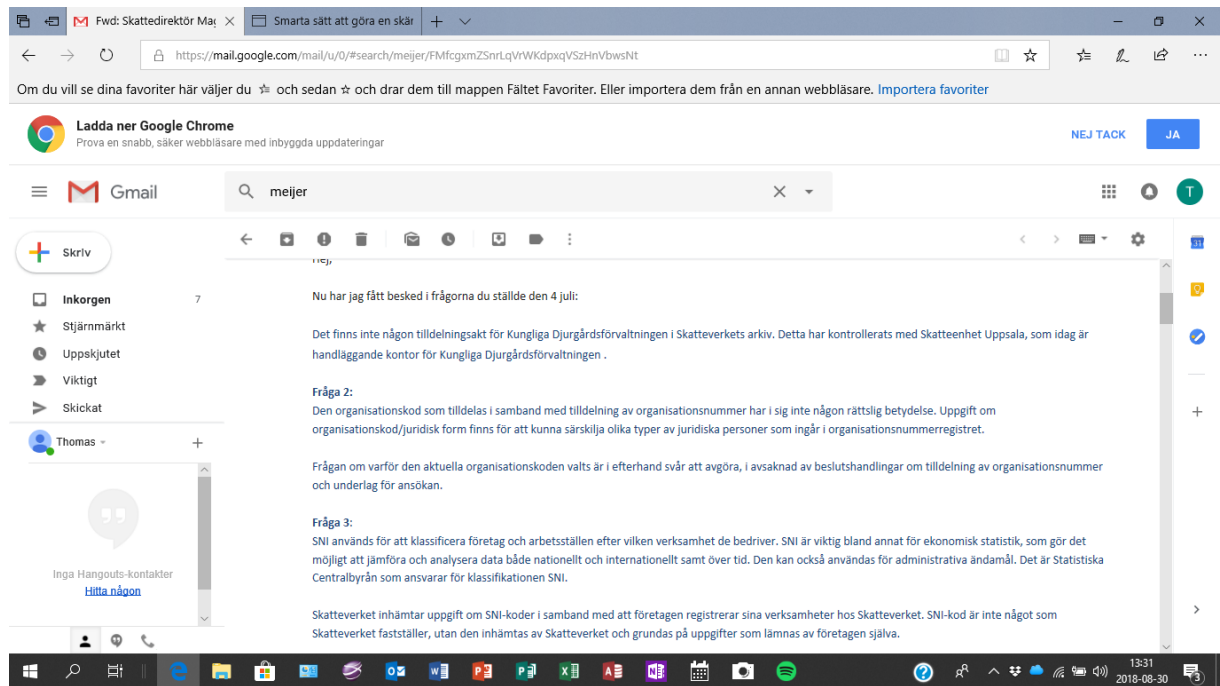 Fwd: Skattedirektör Mag
Smarta sätt att göra en skär
https://mail.google.com/mail/u/0/#search/meijer/FMfcgxmZSnrLqVrWKdpxqVSzHnVbwsNt
Om du vill se dina favoriter här väljer du och sedan och drar dem till mappen Fältet Favoriter. Eller importera dem från en annan webbläsare. Importera favoriter
Ladda ner Google Chrome
Prova en snabb, säker webbläsare med inbyggda uppdateringar
NEJ TACK
JA
Gmail
meijer
T
Skriv
Hej,
Inkorgen 7
Stjärnmärkt
Uppskjutet
Viktigt
Skickat
Thomas
Inga Hangouts-kontakter
Hitta någon
Nu har jag fått besked i frågorna du ställde den 4 juli:
Det finns inte någon tilldelningsakt för Kungliga Djurgårdsförvaltningen i Skatteverkets arkiv. Detta har kontrollerats med Skatteenhet Uppsala, som idag är
handläggande kontor för Kungliga Djurgårdsförvaltningen .
Fråga 2:
Den organisationskod som tilldelas i samband med tilldelning av organisationsnummer har i sig inte någon rättslig betydelse. Uppgift om
organisationskod/juridisk form finns för att kunna särskilja olika typer av juridiska personer som ingår i organisationsnummerregistret.
Frågan om varför den aktuella organisationskoden valts är i efterhand svår att avgöra, i avsaknad av beslutshandlingar om tilldelning av organisationsnummer
och underlag för ansökan.
Fråga 3:
SNI används för att klassificera företag och arbetsställen efter vilken verksamhet de bedriver. SNI är viktig bland annat för ekonomisk statistik, som gör det
möjligt att jämföra och analysera data både nationellt och internationellt samt över tid. Den kan också användas för administrativa ändamål. Det är Statistiska
Centralbyrån som ansvarar för klassifikationen SNI.
Skatteverket inhämtar uppgift om SNI-koder i samband med att företagen registrerar sina verksamheter hos Skatteverket. SNI-kod är inte något som
Skatteverket fastställer, utan den inhämtas av Skatteverket och grundas på uppgifter som lämnas av företagen själva.
31
13:31
2018-08-30